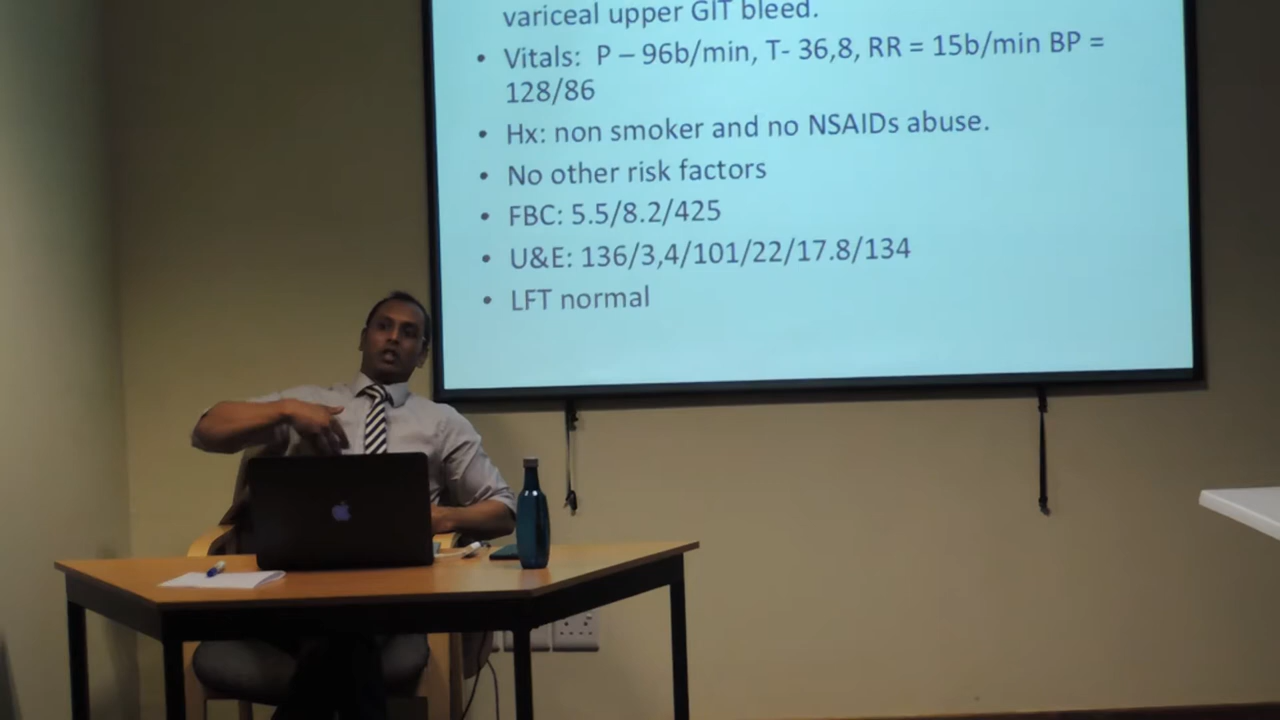 variceal upper GIT bleed.
• Vitals: P – 96b/min, T- 36,8, RR = 15b/min BP =
128/86
• Hx: non smoker and no NSAIDs abuse.
• No other risk factors
• FBC: 5.5/8.2/425
• U&E: 136/3,4/101/22/17.8/134
• LFT normal